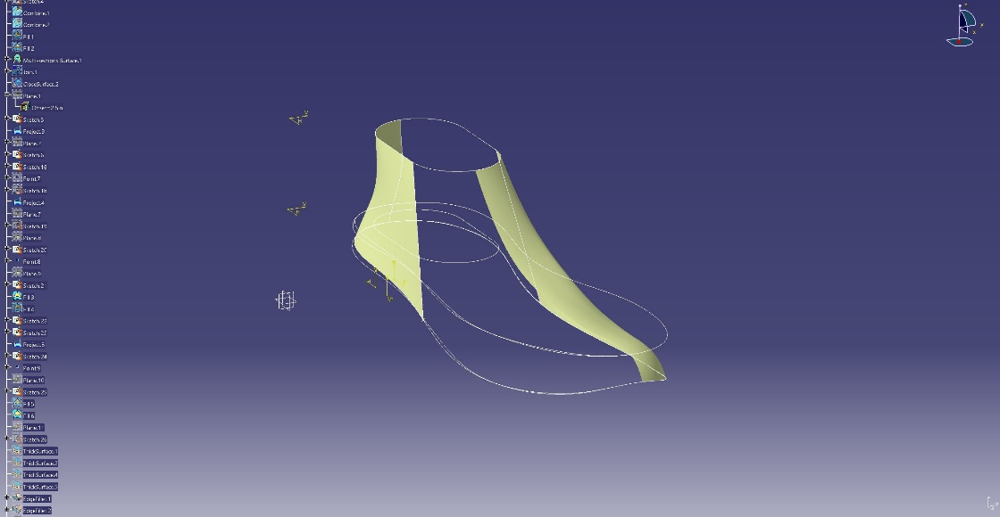 Sketch.4
Combine.1
Combine.2
Fill.1
Fill.2
Multi-sections Surface.1
Join.1
CloseSurface.2
Plane.1
Sketch.5
Project.3
Plane.2
Sketch.6
Sketch.16
Point.7
Sketch.18
Project.4
Plane.7
Sketch.19
Plane.8
Sketch.20
Point.8
Plane.9
Sketch.21
Fill.3
Fill.4
Sketch.22
Sketch.23
Project.5
Sketch.24
Point.9
Plane.10
Sketch.25
Fill.5
Fill.6
Plane.11
Sketch.26
ThickSurface.1
ThickSurface.2
ThickSurface.4
ThickSurface.5
EdgeFillet.1
EdgeFillet.2